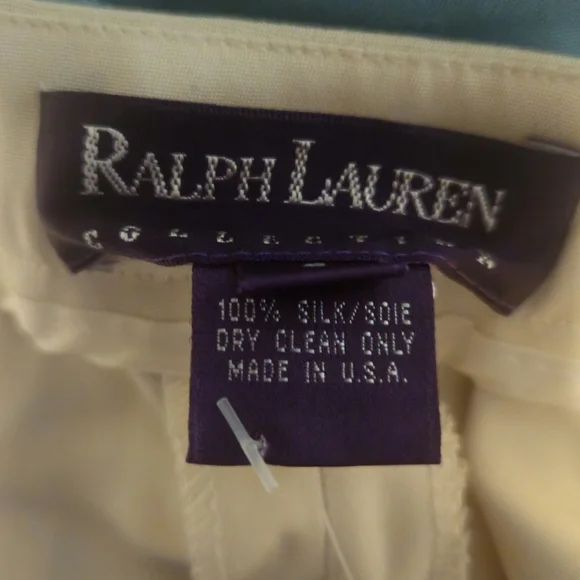 RALPH LAUREN
COLLECTION
100% SILK/SOIE
DRY CLEAN ONLY
MADE IN U.S.A.